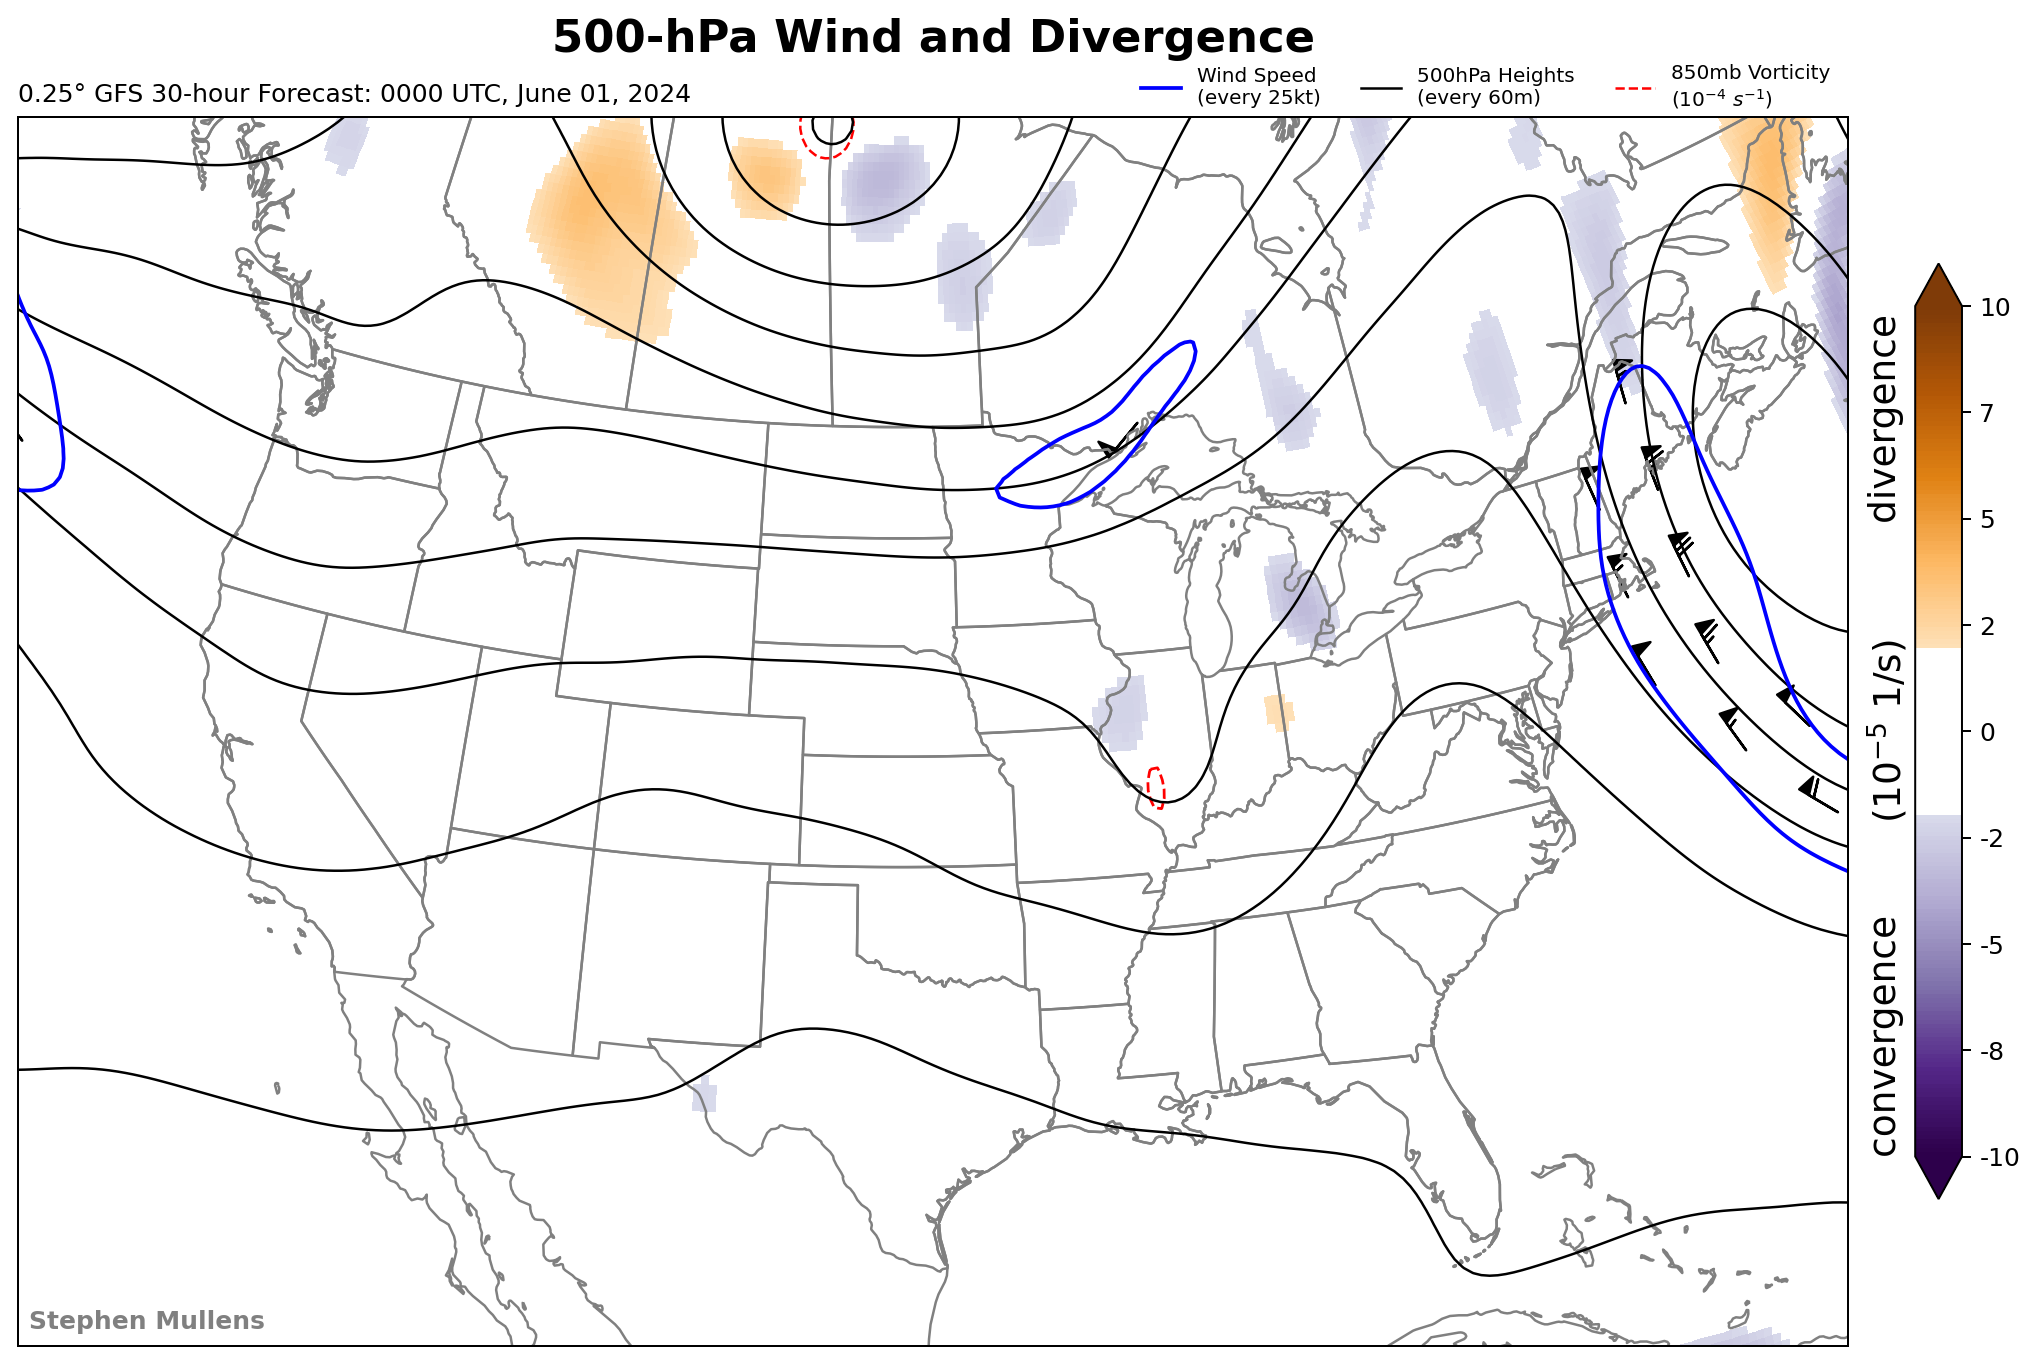 500-hPa Wind and Divergence
0.25° GFS 30-hour Forecast: 0000 UTC, June 01, 2024
Wind Speed
(every 25kt)
500hPa Heights
(every 60m)
850mb Vorticity
(10⁻⁴ s⁻¹)
10
7
5
2
0
-2
-5
-8
-10
convergence (10⁻⁵ 1/s) divergence
Stephen Mullens